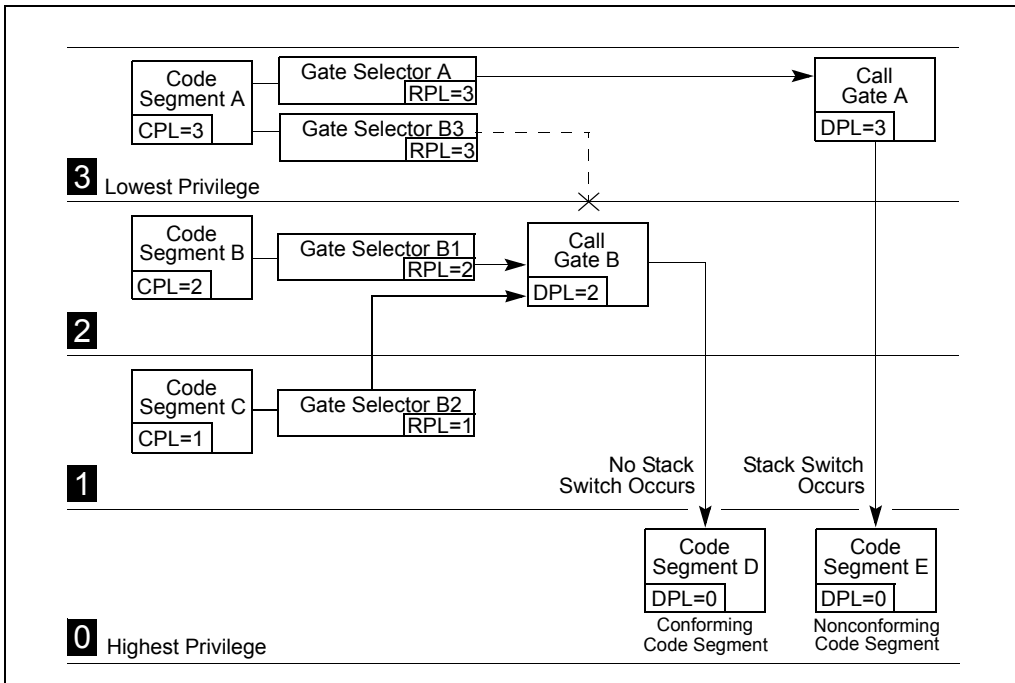 Code
Segment A
CPL=3
Gate Selector A
RPL=3
Gate Selector B3
RPL=3
Call
Gate A
DPL=3
3 Lowest Privilege
Code
Segment B
CPL=2
Gate Selector B1
RPL=2
Call
Gate B
DPL=2
2
Code
Segment C
CPL=1
Gate Selector B2
RPL=1
No Stack
Switch Occurs
Stack Switch
Occurs
1
Code
Segment D
DPL=0
Conforming
Code Segment
Code
Segment E
DPL=0
Nonconforming
Code Segment
0 Highest Privilege